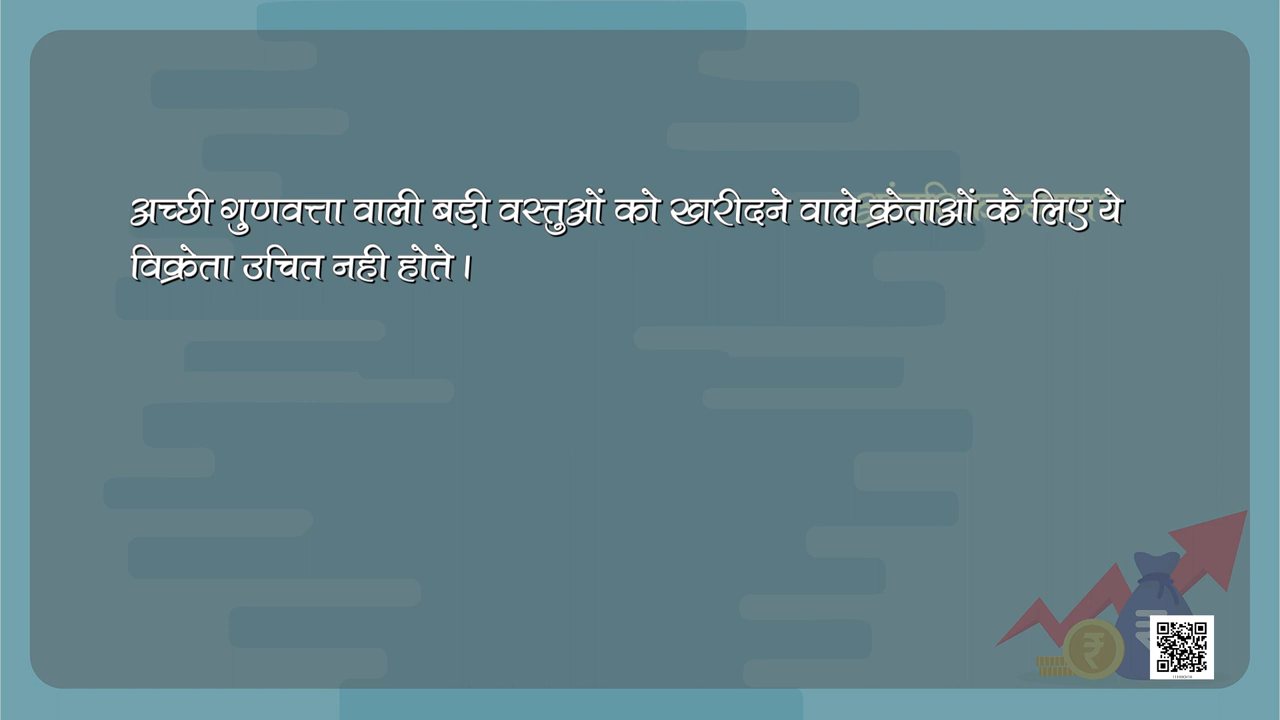 अच्छी गुणवत्ता वाली बड़ी वस्तुओं को खरीदने वाले क्रेताओं के लिए ये
विक्रेता उचित नही होते ।